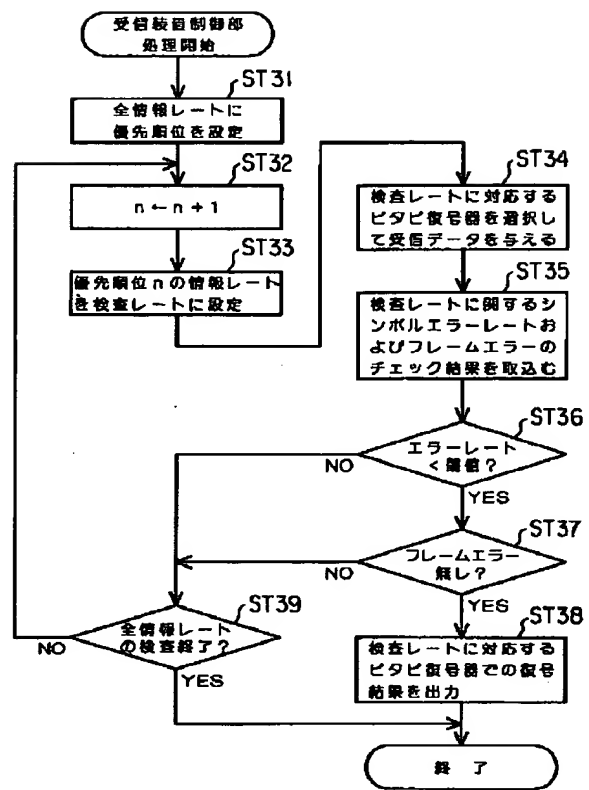 受信装置制御部
処理開始
ST31
全情報レートに
優先順位を設定
ST32
n←n+1
ST33
優先順位nの情報レート
を検査レートに設定
ST34
検査レートに対応する
ビタビ復号器を選択し
て受信データを与える
ST35
検査レートに関するシ
ンボルエラーレートお
よびフレームエラーの
チェック結果を取込む
ST36
エラーレート
<閾値?
NO
YES
ST37
フレームエラー
無し?
NO
YES
ST38
検査レートに対応する
ビタビ復号器での復号
結果を出力
ST39
全情報レート
の検査終了?
NO
YES
終 了